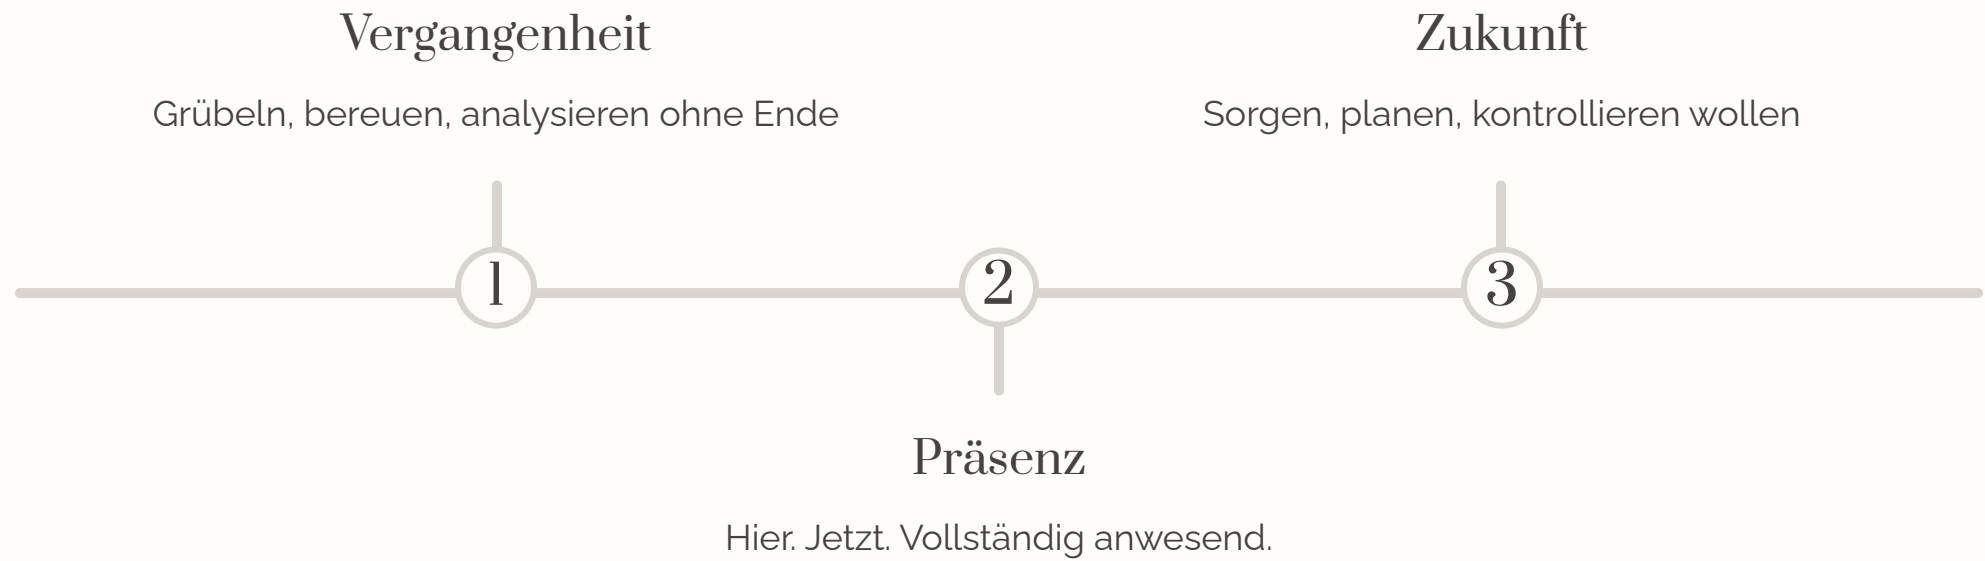 Vergangenheit
Grübeln, bereuen, analysieren ohne Ende
Zukunft
Sorgen, planen, kontrollieren wollen
1
2
3
Präsenz
Hier. Jetzt. Vollständig anwesend.